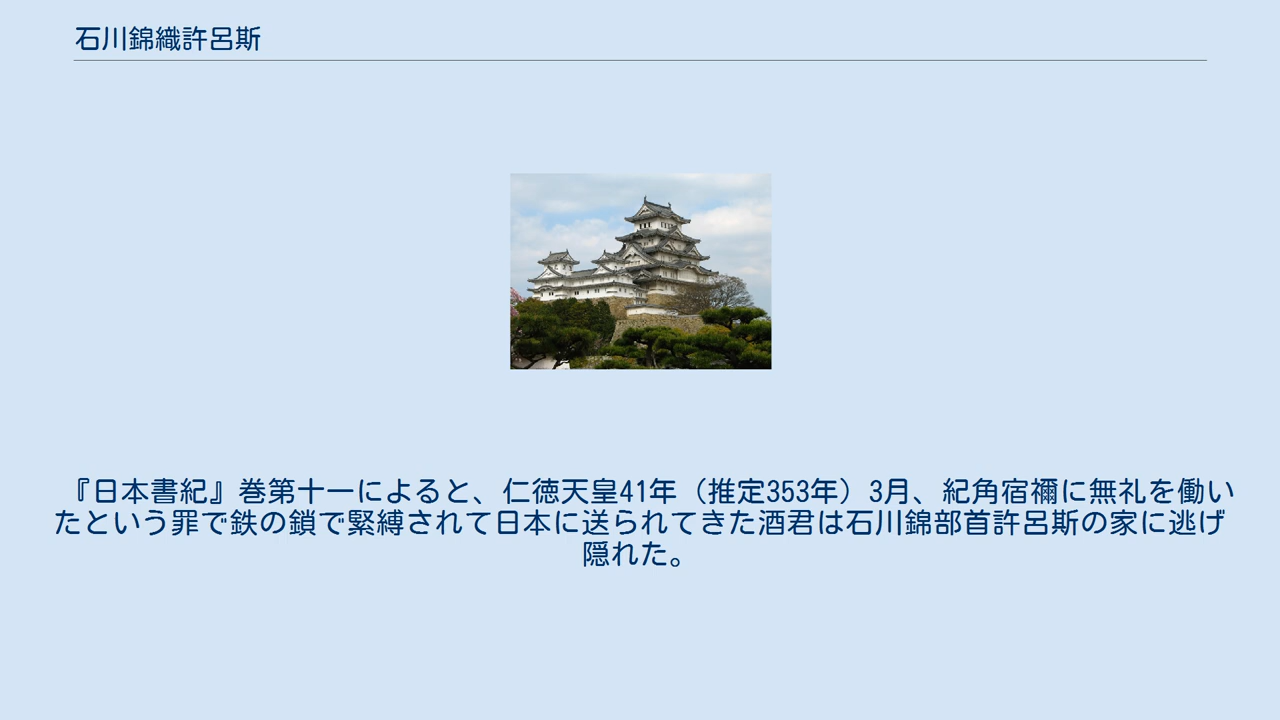 石川錦織許呂斯
『日本書紀』巻第十一によると、仁徳天皇41年（推定353年）3月、紀角宿禰に無礼を働い
たという罪で鉄の鎖で緊縛されて日本に送られてきた酒君は石川錦部首許呂斯の家に逃げ
隠れた。